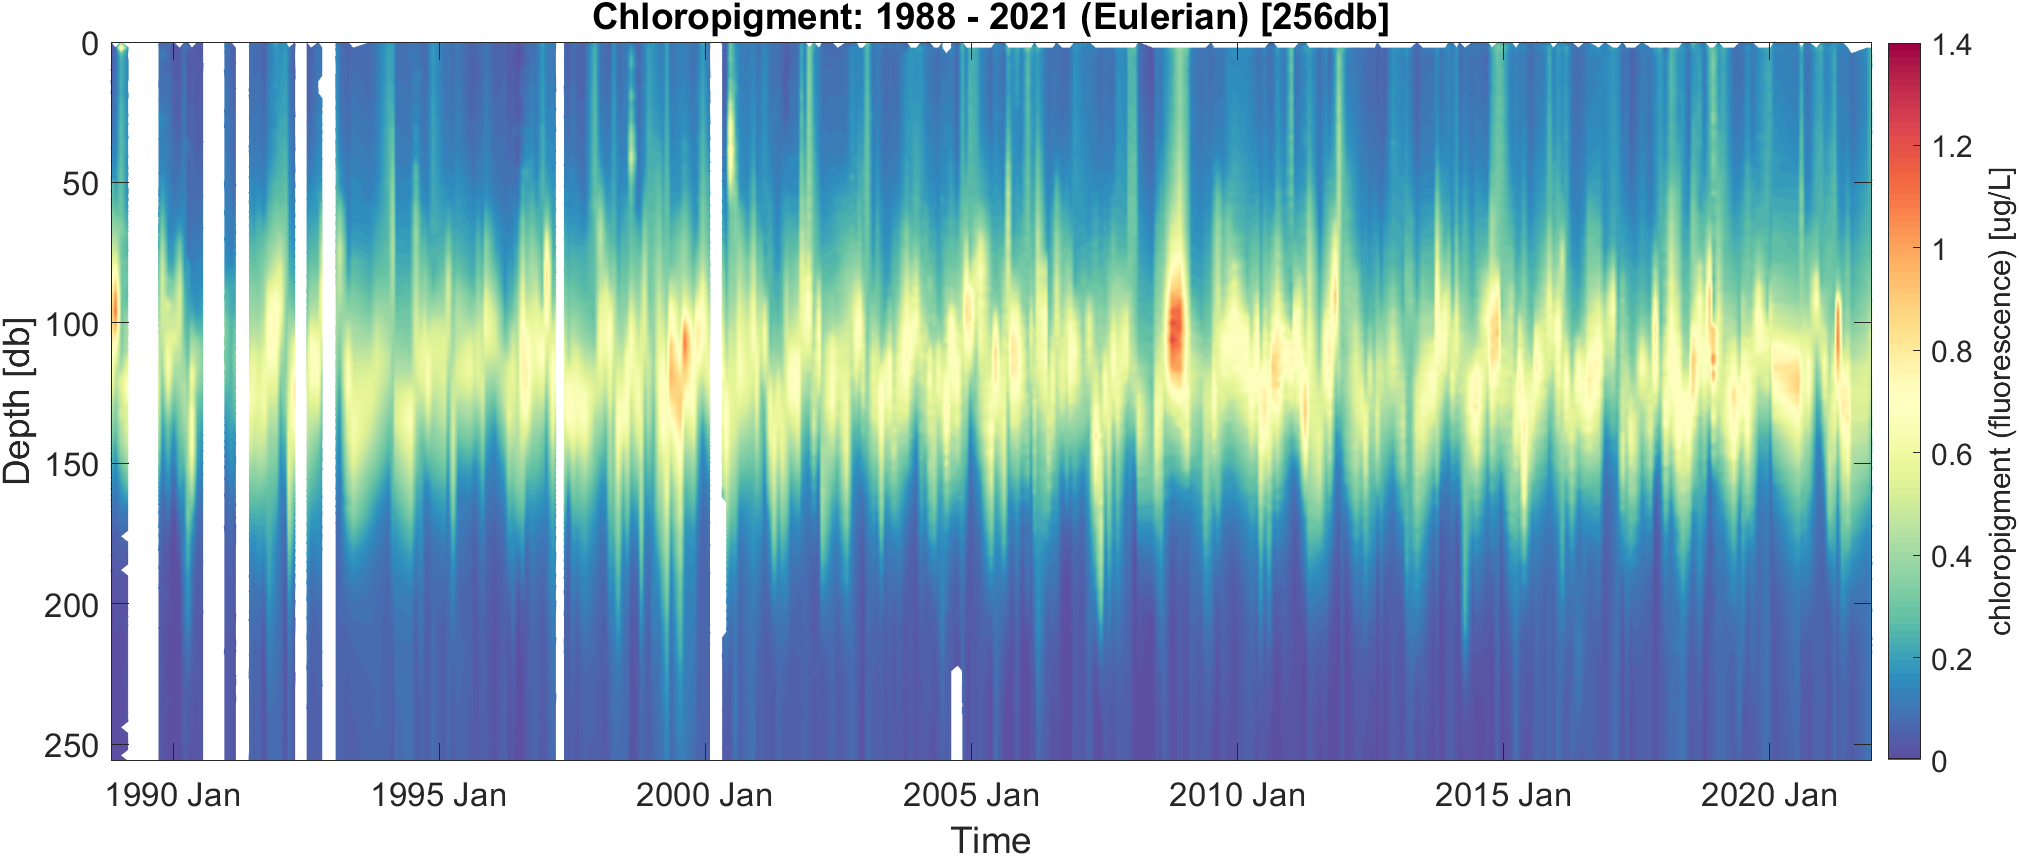 Chloropigment: 1988 - 2021 (Eulerian) [256db]
0
50
100
150
200
250
Depth [db]
1990 Jan
1995 Jan
2000 Jan
2005 Jan
2010 Jan
2015 Jan
2020 Jan
Time
1.4
1.2
1
0.8
0.6
0.4
0.2
0
chloropigment (fluorescence) [ug/L]